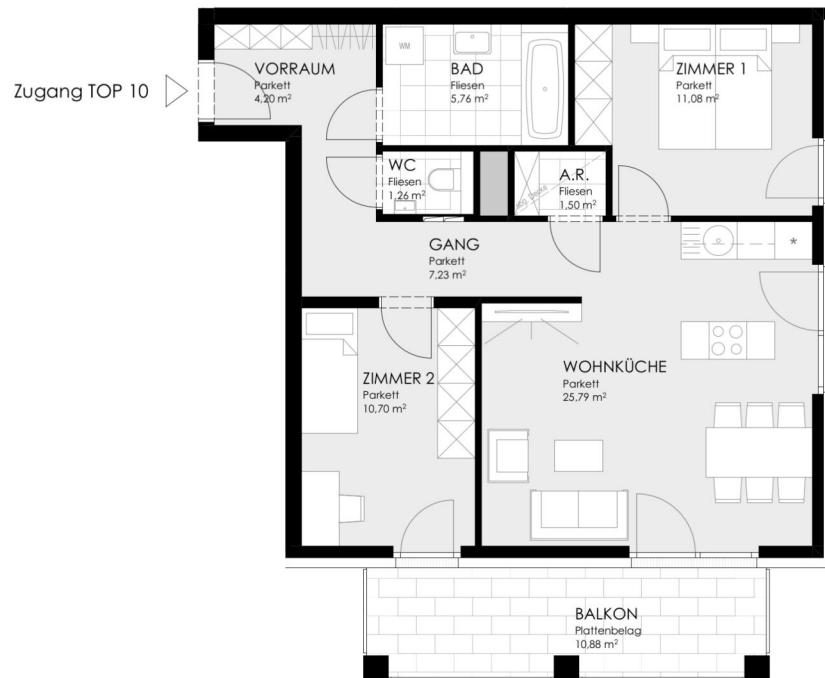 Zugang TOP 10
VORRAUM
Parkett
4,20 m²
WM
BAD
Fliesen
5,76 m²
ZIMMER 1
Parkett
11,08 m²
WC
Fliesen
1,26 m²
A.R.
Fliesen
1,50 m²
abg. Decke
GANG
Parkett
7,23 m²
*
ZIMMER 2
Parkett
10,70 m²
WOHNKÜCHE
Parkett
25,79 m²
BALKON
Plattenbelag
10,88 m²